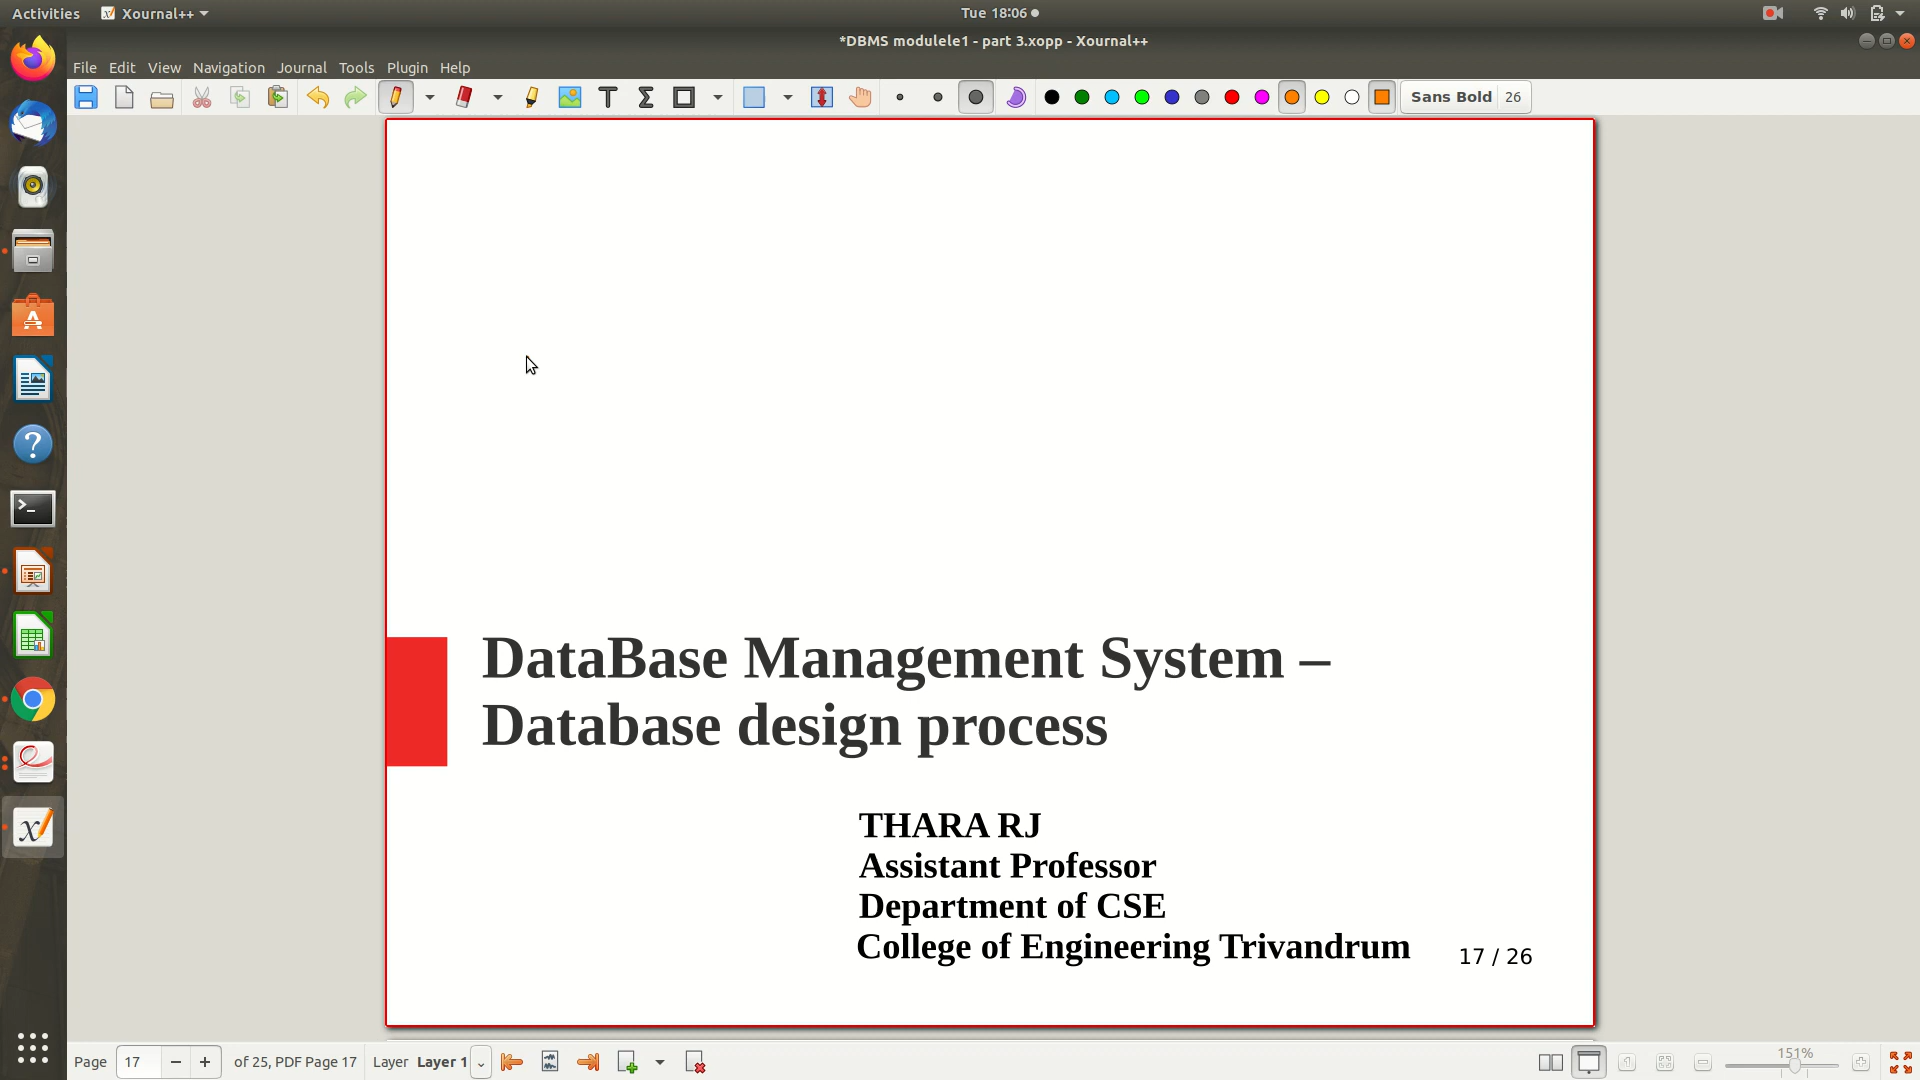 Activities Xournal++ Tue 18:06
*DBMS modulele1 - part 3.xopp - Xournal++
File Edit View Navigation Journal Tools Plugin Help
Sans Bold 26
DataBase Management System –
Database design process
THARA RJ
Assistant Professor
Department of CSE
College of Engineering Trivandrum
17 / 26
Page 17 of 25, PDF Page 17 Layer Layer 1 151%